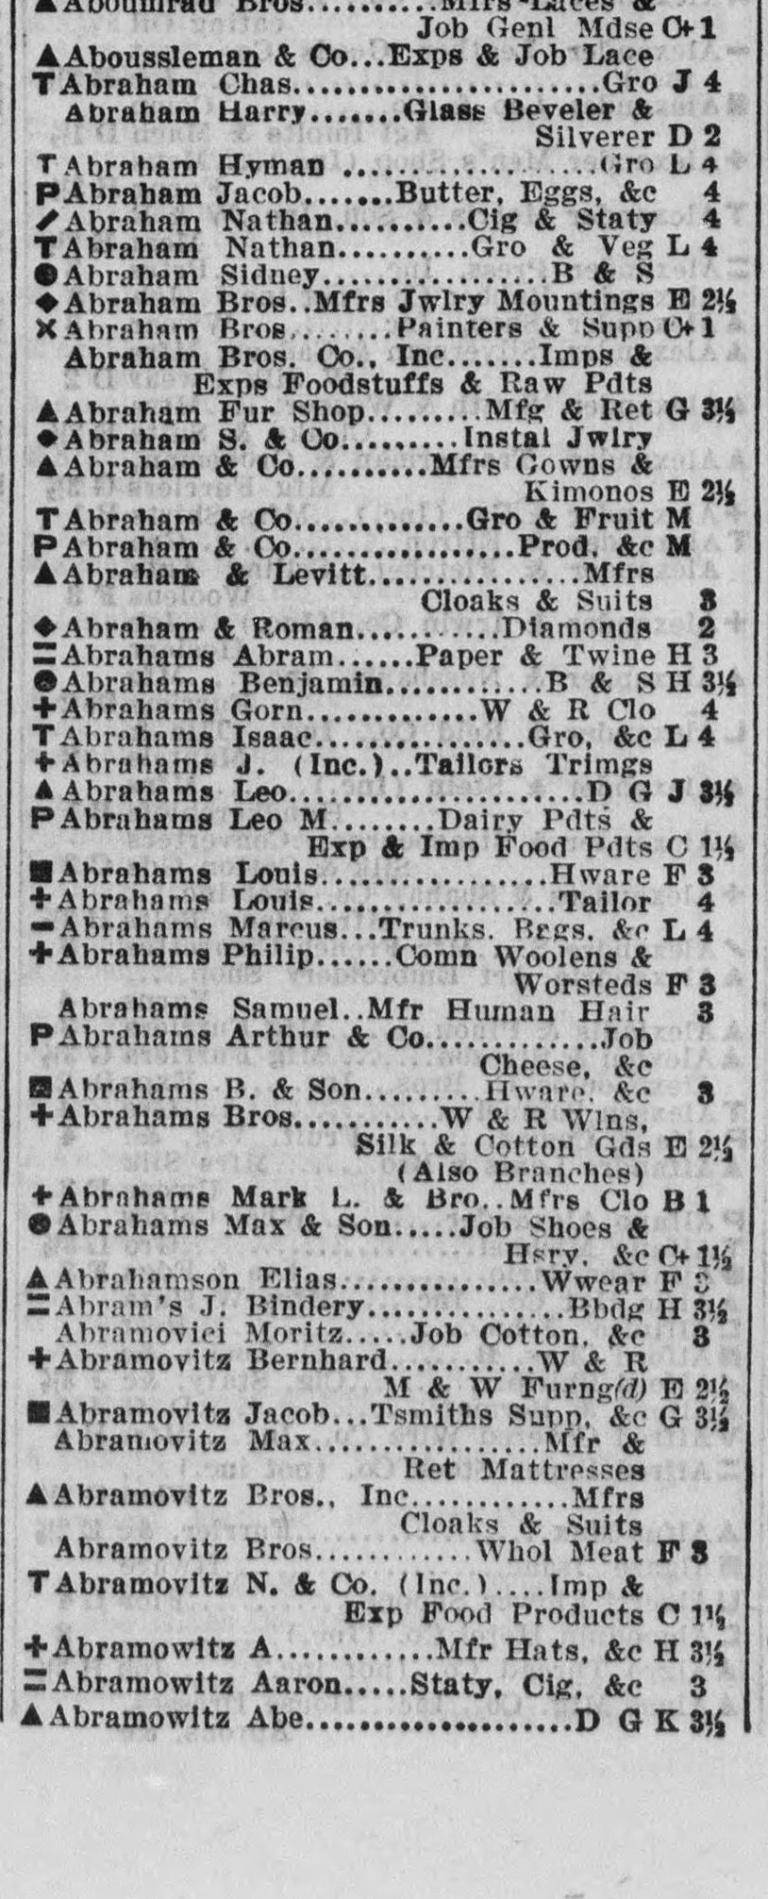 ▲Aboumrad Bros..........Mfrs Laces &
Job Genl Mdse C+1
▲Aboussleman & Co...Exps & Job Lace
TAbraham Chas.......................Gro J 4
Abraham Harry.......Glass Beveler &
Silverer D 2
TAbraham Hyman ...................Gro L 4
PAbraham Jacob.......Butter, Eggs, &c 4
Abraham Nathan..........Cig & Staty 4
TAbraham Nathan..........Gro & Veg L 4
●Abraham Sidney.................B & S
◆Abraham Bros..Mfrs Jwlry Mountings E 2½
✕Abraham Bros.........Painters & Supp C+1
Abraham Bros. Co., Inc.......Imps &
Exps Foodstuffs & Raw Pdts
▲Abraham Fur Shop.........Mfg & Ret G 3½
◆Abraham S. & Co.........Instal Jwlry
▲Abraham & Co..........Mfrs Gowns &
Kimonos E 2½
TAbraham & Co.............Gro & Fruit M
PAbraham & Co.................Prod. &c M
▲Abraham & Levitt................Mfrs
Cloaks & Suits 3
◆Abraham & Roman...........Diamonds 2
=Abrahams Abram......Paper & Twine H 3
●Abrahams Benjamin............B & S H 3½
+Abrahams Gorn.............W & R Clo 4
TAbrahams Isaac................Gro, &c L 4
+Abrahams J. (Inc.)..Tailors Trimgs
▲Abrahams Leo......................D G J 3½
PAbrahams Leo M........Dairy Pdts &
Exp & Imp Food Pdts C 1½
■Abrahams Louis.................Hware F 3
+Abrahams Louis..................Tailor 4
-Abrahams Marcus...Trunks. Bags. &c L 4
+Abrahams Philip......Comn Woolens &
Worsteds F 3
Abrahams Samuel..Mfr Human Hair 3
PAbrahams Arthur & Co.............Job
Cheese, &c
■Abrahams B. & Son.........Hware. &c 3
+Abrahams Bros...........W & R Wlns,
Silk & Cotton Gds E 2½
(Also Branches)
+Abrahams Mark L. & Bro..Mfrs Clo B 1
●Abrahams Max & Son.....Job Shoes &
Hsry. &c C+ 1½
▲Abrahamson Elias...............Wwear F
=Abram's J. Bindery...............Bbdg H 3½
Abramovici Moritz.....Job Cotton, &c 3
+Abramovitz Bernhard...........W & R
M & W Furng(d) E 2½
■Abramovitz Jacob...Tsmiths Supp, &c G 3½
Abramovitz Max.................Mfr &
Ret Mattresses
▲Abramovitz Bros., Inc............Mfrs
Cloaks & Suits
Abramovitz Bros............Whol Meat F 3
TAbramovitz N. & Co. (Inc.)....Imp &
Exp Food Products C 1½
+Abramowitz A............Mfr Hats, &c H 3½
=Abramowitz Aaron.....Staty, Cig, &c 3
▲Abramowitz Abe....................D G K 3½